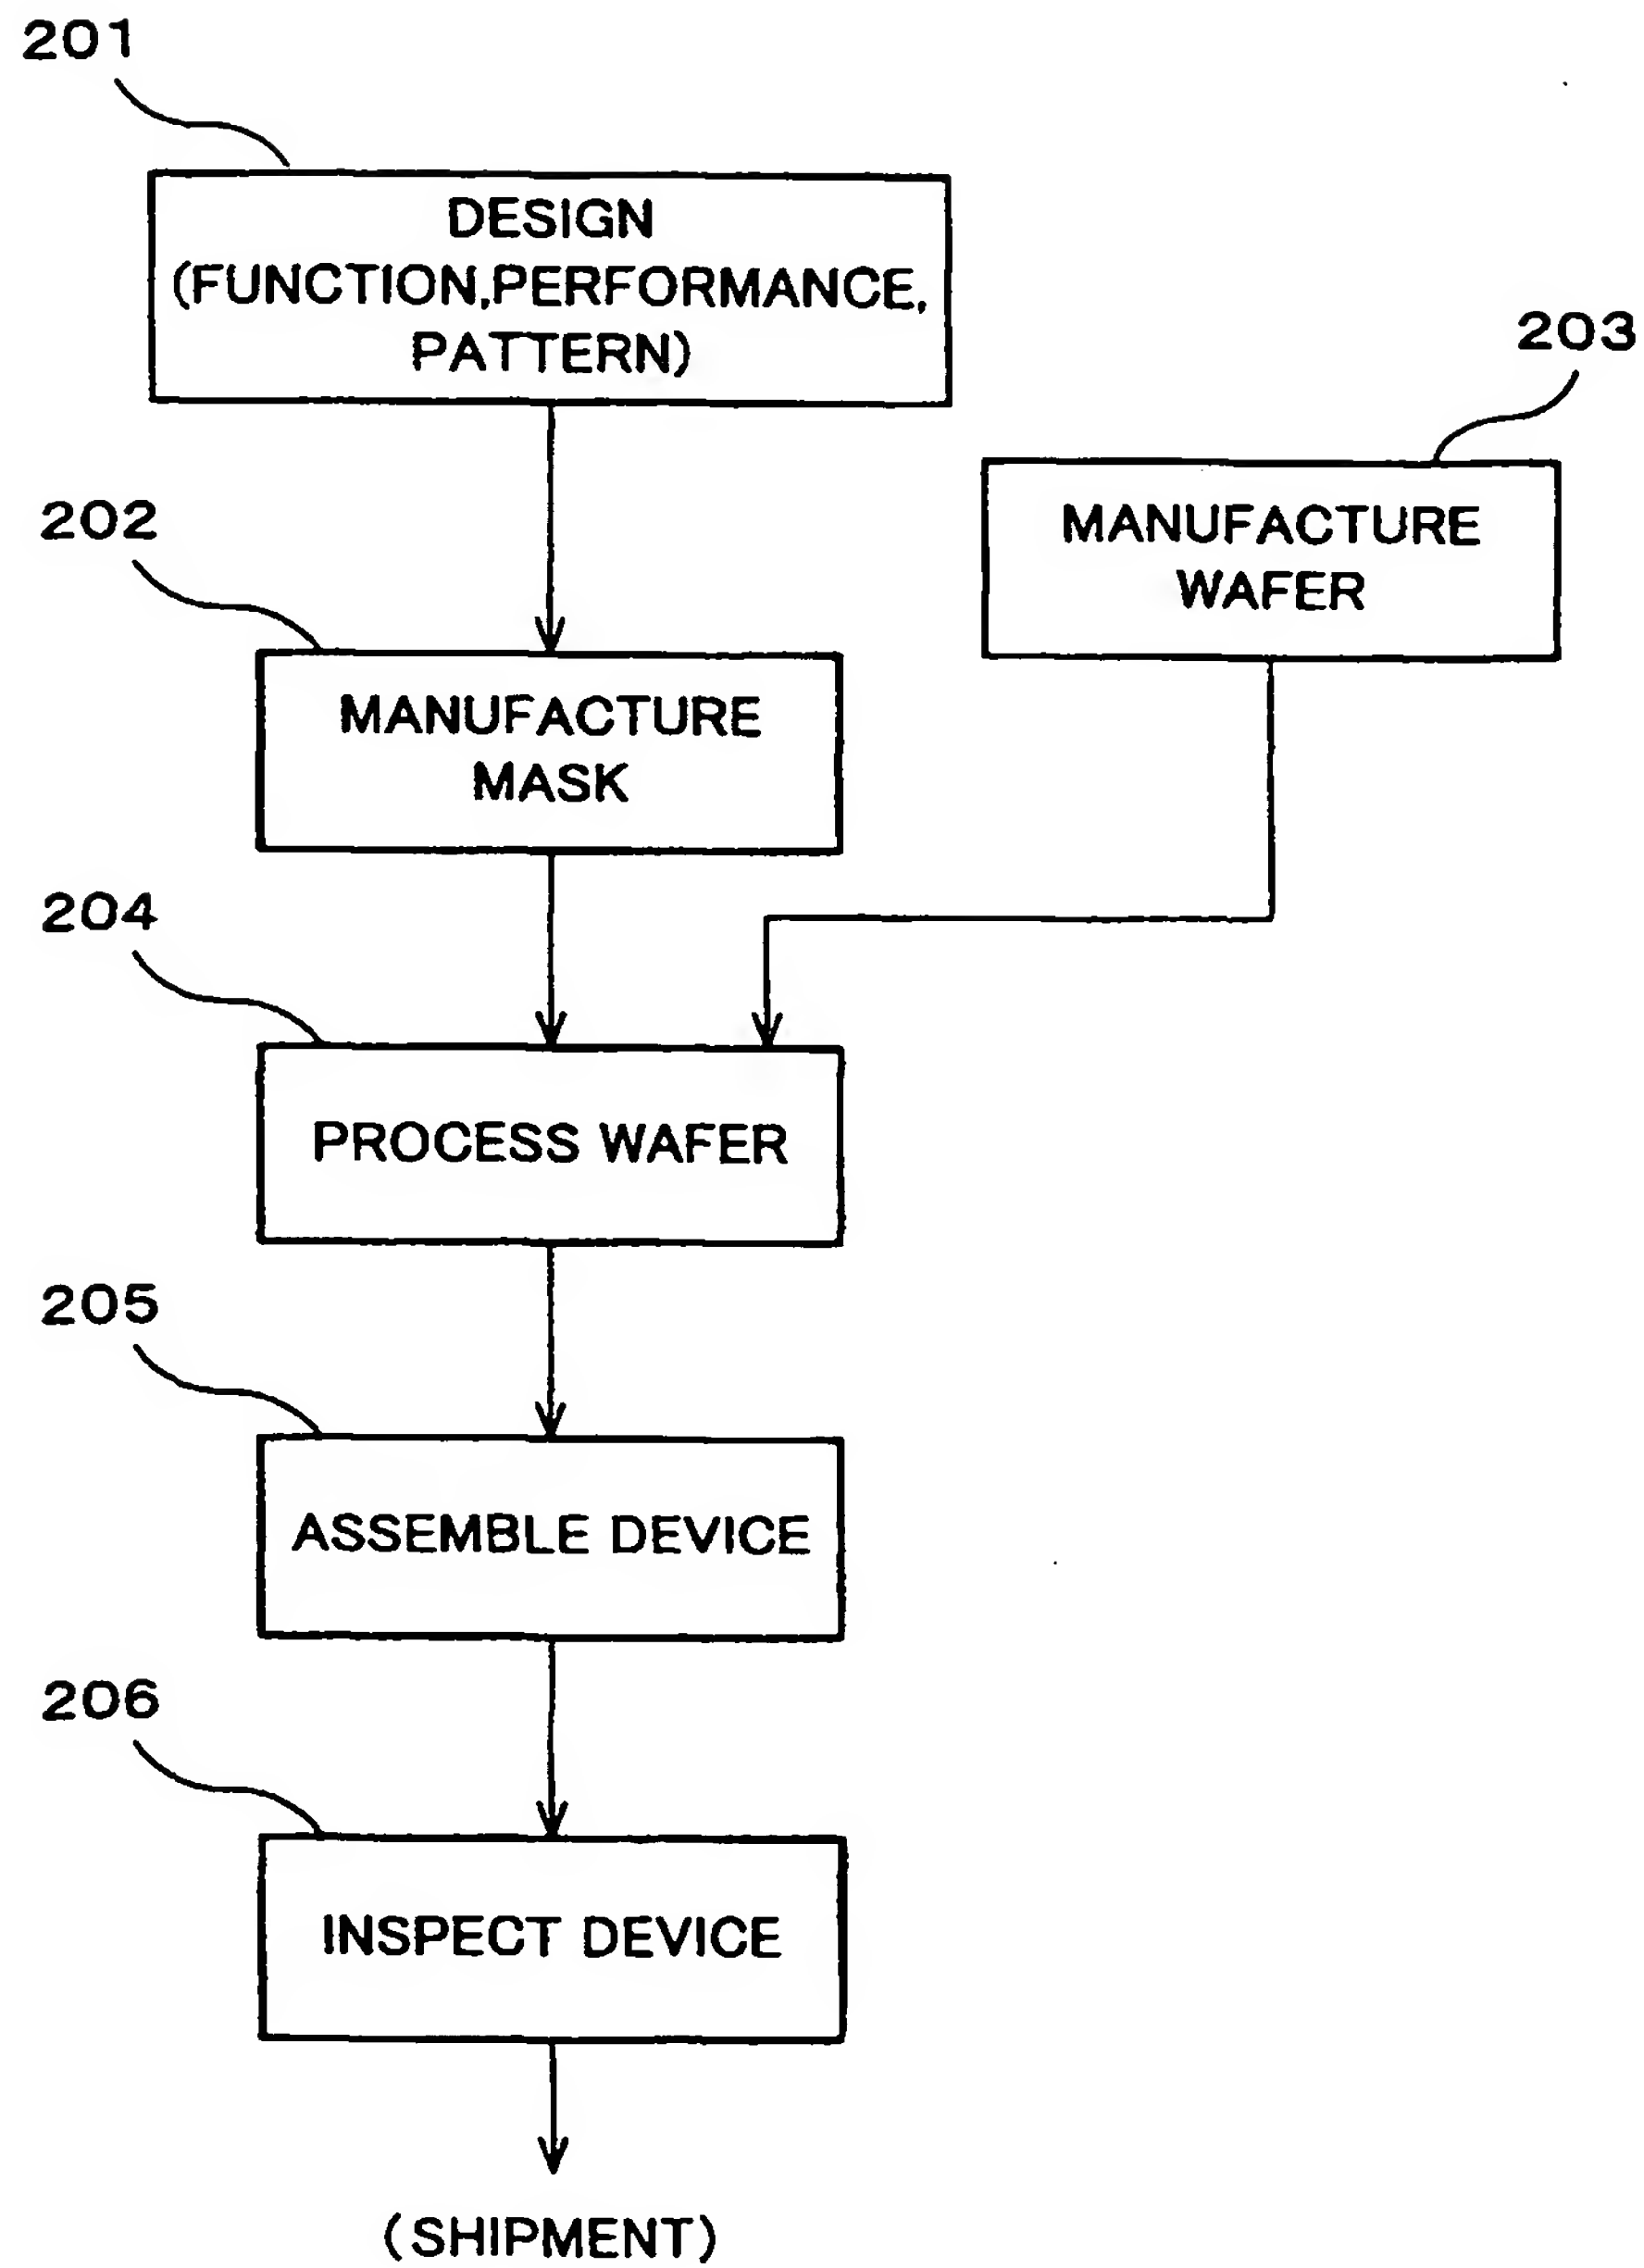 201
DESIGN
(FUNCTION,PERFORMANCE,
PATTERN)
203
MANUFACTURE
WAFER
202
MANUFACTURE
MASK
204
PROCESS WAFER
205
ASSEMBLE DEVICE
206
INSPECT DEVICE
(SHIPMENT)